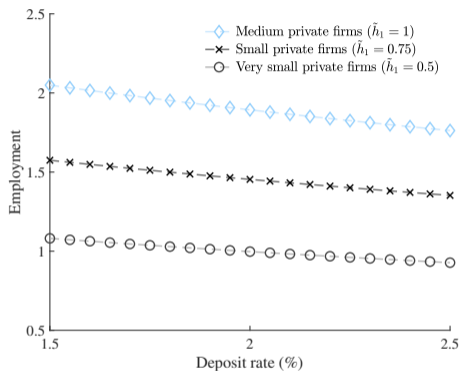 2.5
2
1.5
1
0.5
Employment
Medium private firms (h̃₁ = 1)
Small private firms (h̃₁ = 0.75)
Very small private firms (h̃₁ = 0.5)
1.5
2
2.5
Deposit rate (%)